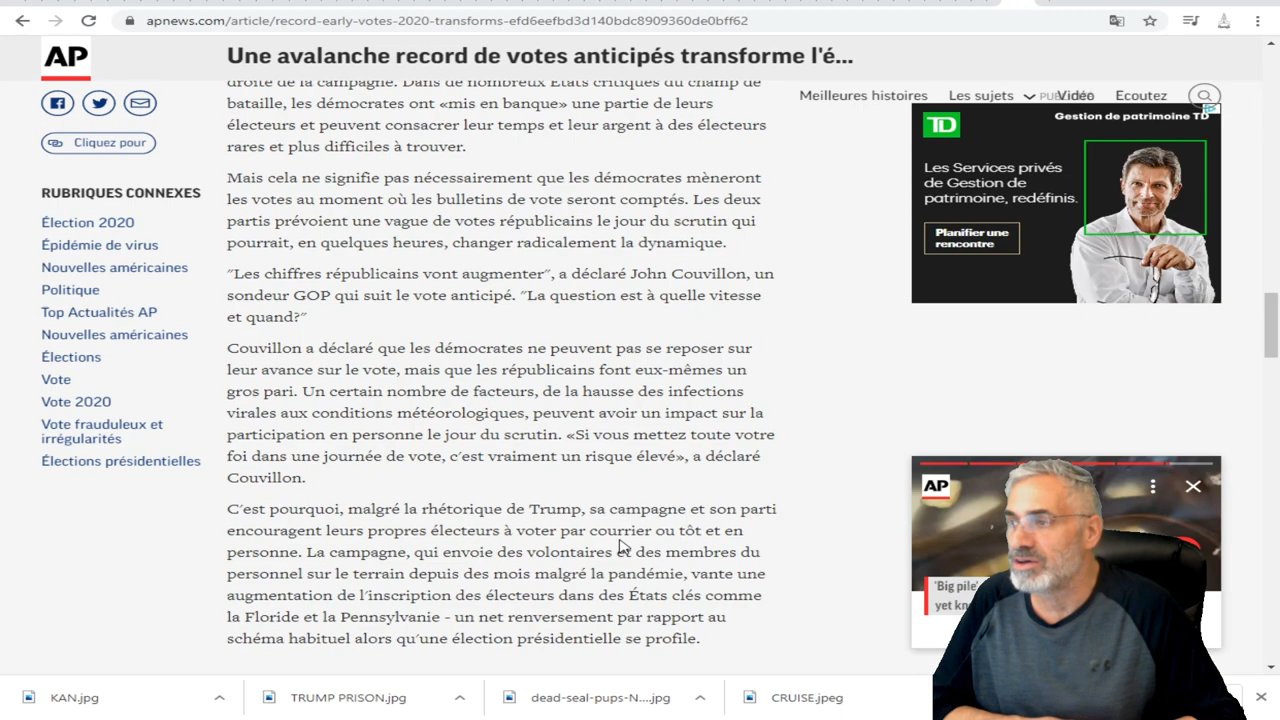 apnews.com/article/record-early-votes-2020-transforms-efd6eefbd3d140bdc8909360de0bff62
AP
Une avalanche record de votes anticipés transforme l'é...
Meilleures histoires
Les sujets
Vidéo
Ecoutez
Cliquez pour
RUBRIQUES CONNEXES
Élection 2020
Épidémie de virus
Nouvelles américaines
Politique
Top Actualités AP
Nouvelles américaines
Élections
Vote
Vote 2020
Vote frauduleux et
irrégularités
Élections présidentielles
droite de la campagne. Dans de nombreux États critiques du champ de
bataille, les démocrates ont «mis en banque» une partie de leurs
électeurs et peuvent consacrer leur temps et leur argent à des électeurs
rares et plus difficiles à trouver.
Mais cela ne signifie pas nécessairement que les démocrates mèneront
les votes au moment où les bulletins de vote seront comptés. Les deux
partis prévoient une vague de votes républicains le jour du scrutin qui
pourrait, en quelques heures, changer radicalement la dynamique.
"Les chiffres républicains vont augmenter", a déclaré John Couvillon, un
sondeur GOP qui suit le vote anticipé. "La question est à quelle vitesse
et quand?"
Couvillon a déclaré que les démocrates ne peuvent pas se reposer sur
leur avance sur le vote, mais que les républicains font eux-mêmes un
gros pari. Un certain nombre de facteurs, de la hausse des infections
virales aux conditions météorologiques, peuvent avoir un impact sur la
participation en personne le jour du scrutin. «Si vous mettez toute votre
foi dans une journée de vote, c'est vraiment un risque élevé», a déclaré
Couvillon.
C'est pourquoi, malgré la rhétorique de Trump, sa campagne et son parti
encouragent leurs propres électeurs à voter par courrier ou tôt et en
personne. La campagne, qui envoie des volontaires et des membres du
personnel sur le terrain depuis des mois malgré la pandémie, vante une
augmentation de l'inscription des électeurs dans des États clés comme
la Floride et la Pennsylvanie - un net renversement par rapport au
schéma habituel alors qu'une élection présidentielle se profile.
TD
Gestion de patrimoine TD
Les Services privés
de Gestion de
patrimoine, redéfinis.
Planifier une
rencontre
AP
'Big pile'
yet kn
KAN.jpg
TRUMP PRISON.jpg
dead-seal-pups-N....jpg
CRUISE.jpeg